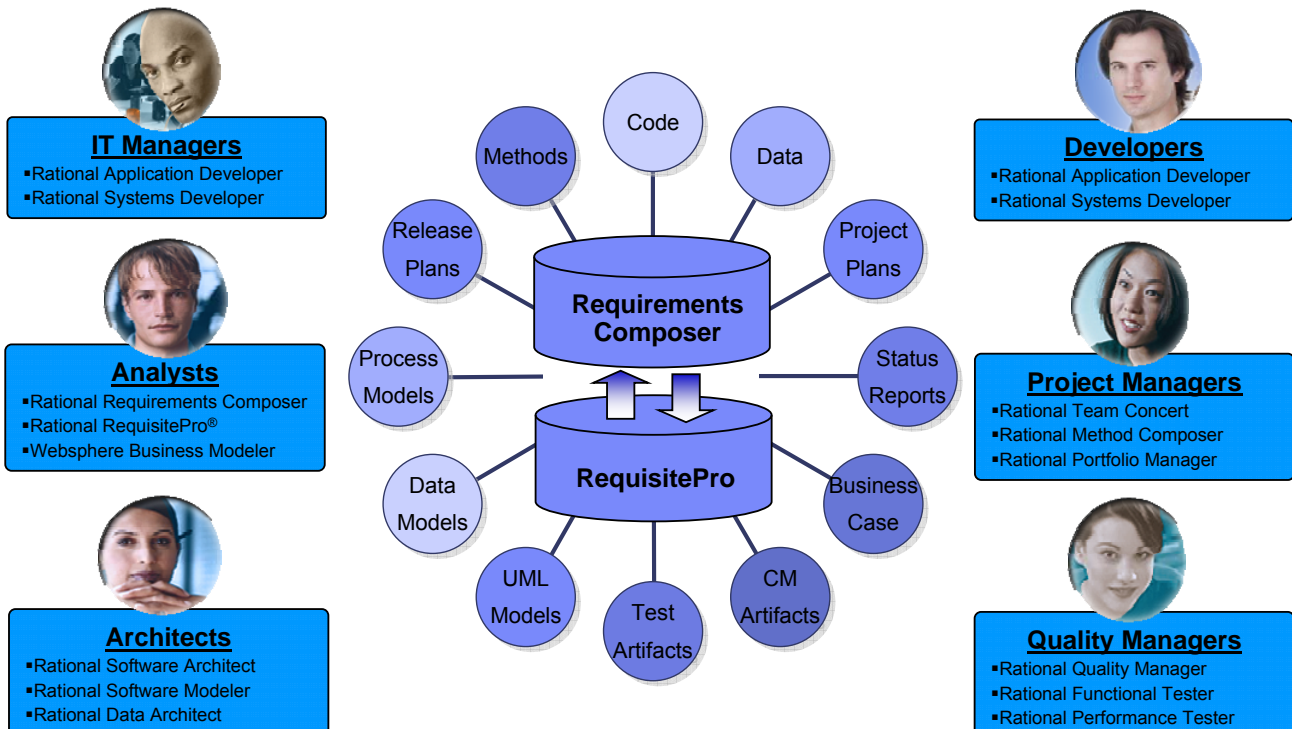 IT Managers
▪Rational Application Developer
▪Rational Systems Developer
Analysts
▪Rational Requirements Composer
▪Rational RequisitePro®
▪Websphere Business Modeler
Architects
▪Rational Software Architect
▪Rational Software Modeler
▪Rational Data Architect
Code
Methods
Data
Release
Plans
Project
Plans
Requirements
Composer
Process
Models
Status
Reports
RequisitePro
Data
Models
Business
Case
UML
Models
Test
Artifacts
CM
Artifacts
Developers
▪Rational Application Developer
▪Rational Systems Developer
Project Managers
▪Rational Team Concert
▪Rational Method Composer
▪Rational Portfolio Manager
Quality Managers
▪Rational Quality Manager
▪Rational Functional Tester
▪Rational Performance Tester